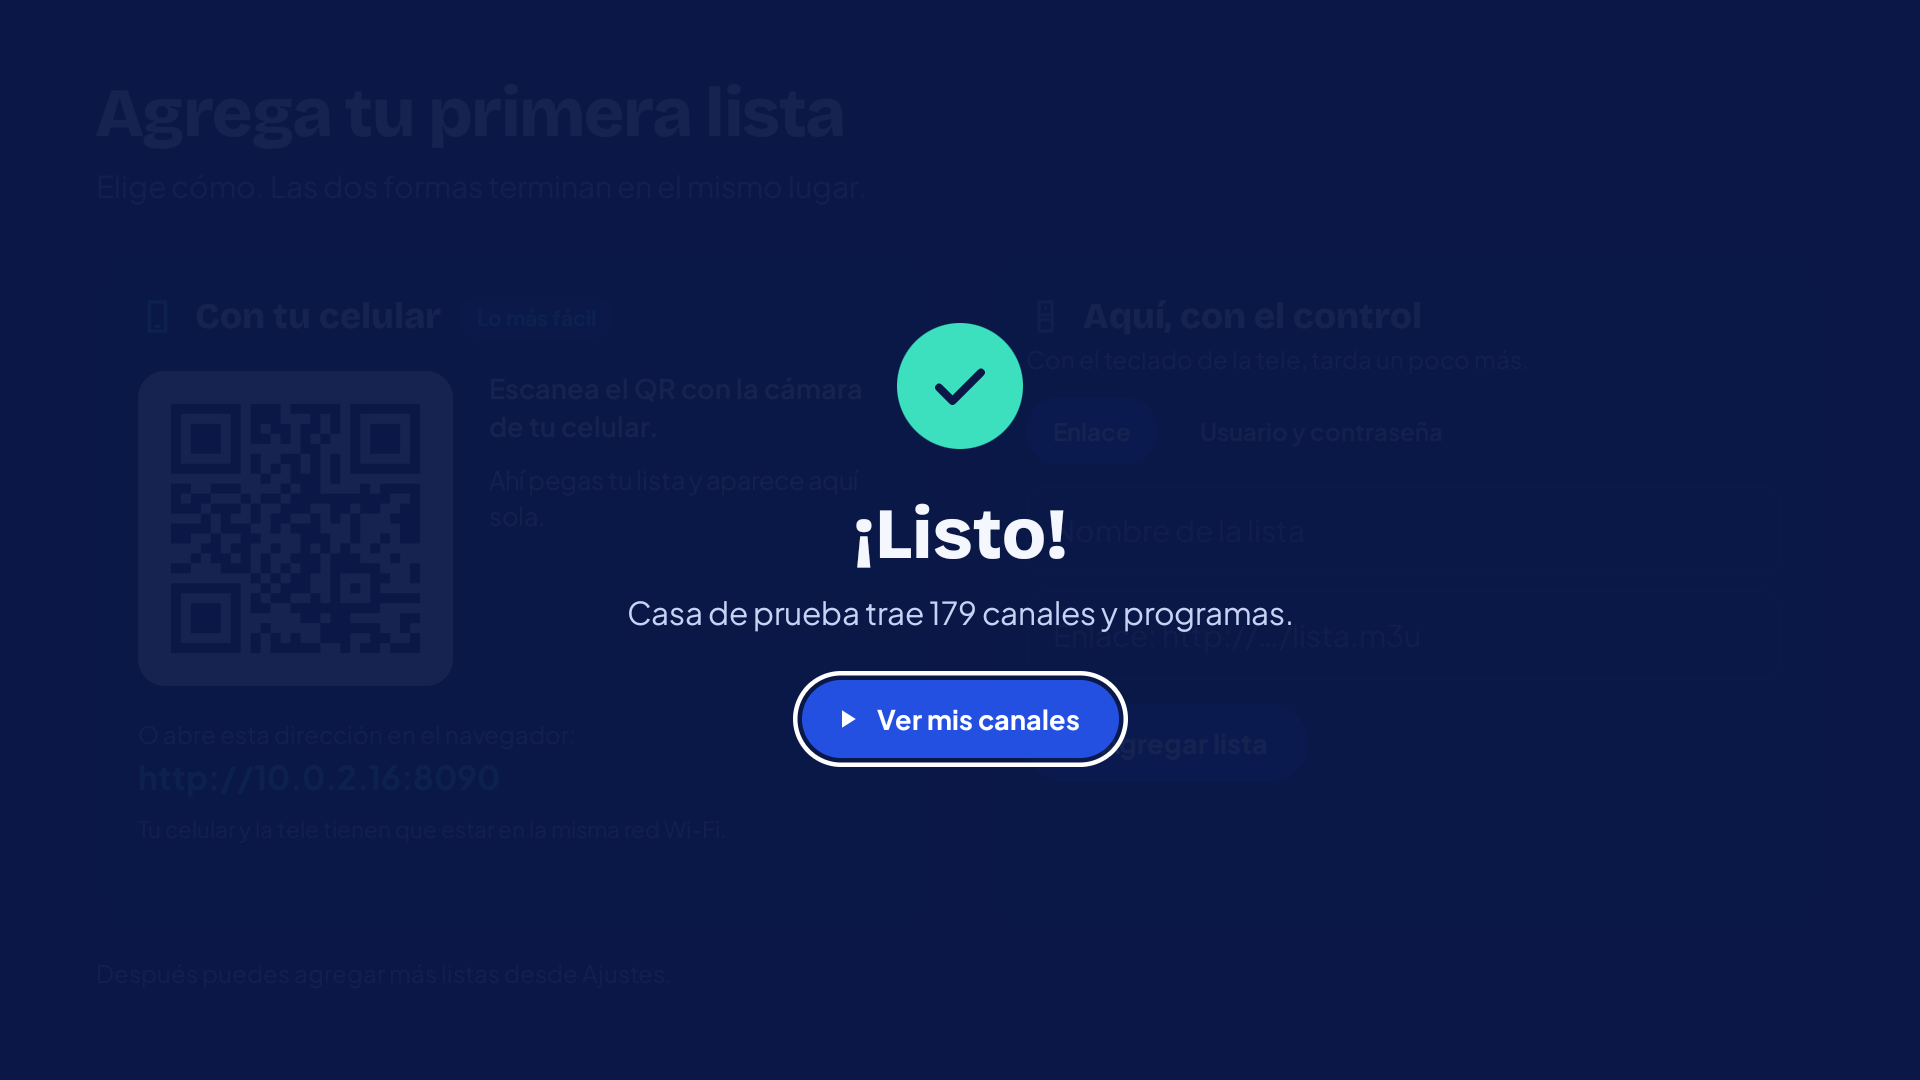 Agrega tu primera lista
Elige cómo. Las dos formas terminan en el mismo lugar.
Con tu celular
Lo más fácil
Escanea el QR con la cámara
de tu celular.
Ahí pegas tu lista y aparece aquí
sola.
O abre esta dirección en el navegador:
http://10.0.2.16:8090
Tu celular y la tele tienen que estar en la misma red Wi-Fi.
Aquí, con el control
Con el teclado de la tele, tarda un poco más.
Enlace
Usuario y contraseña
Nombre de la lista
Enlace: http://.../lista.m3u
gregar lista
¡Listo!
Casa de prueba trae 179 canales y programas.
Ver mis canales
Después puedes agregar más listas desde Ajustes.